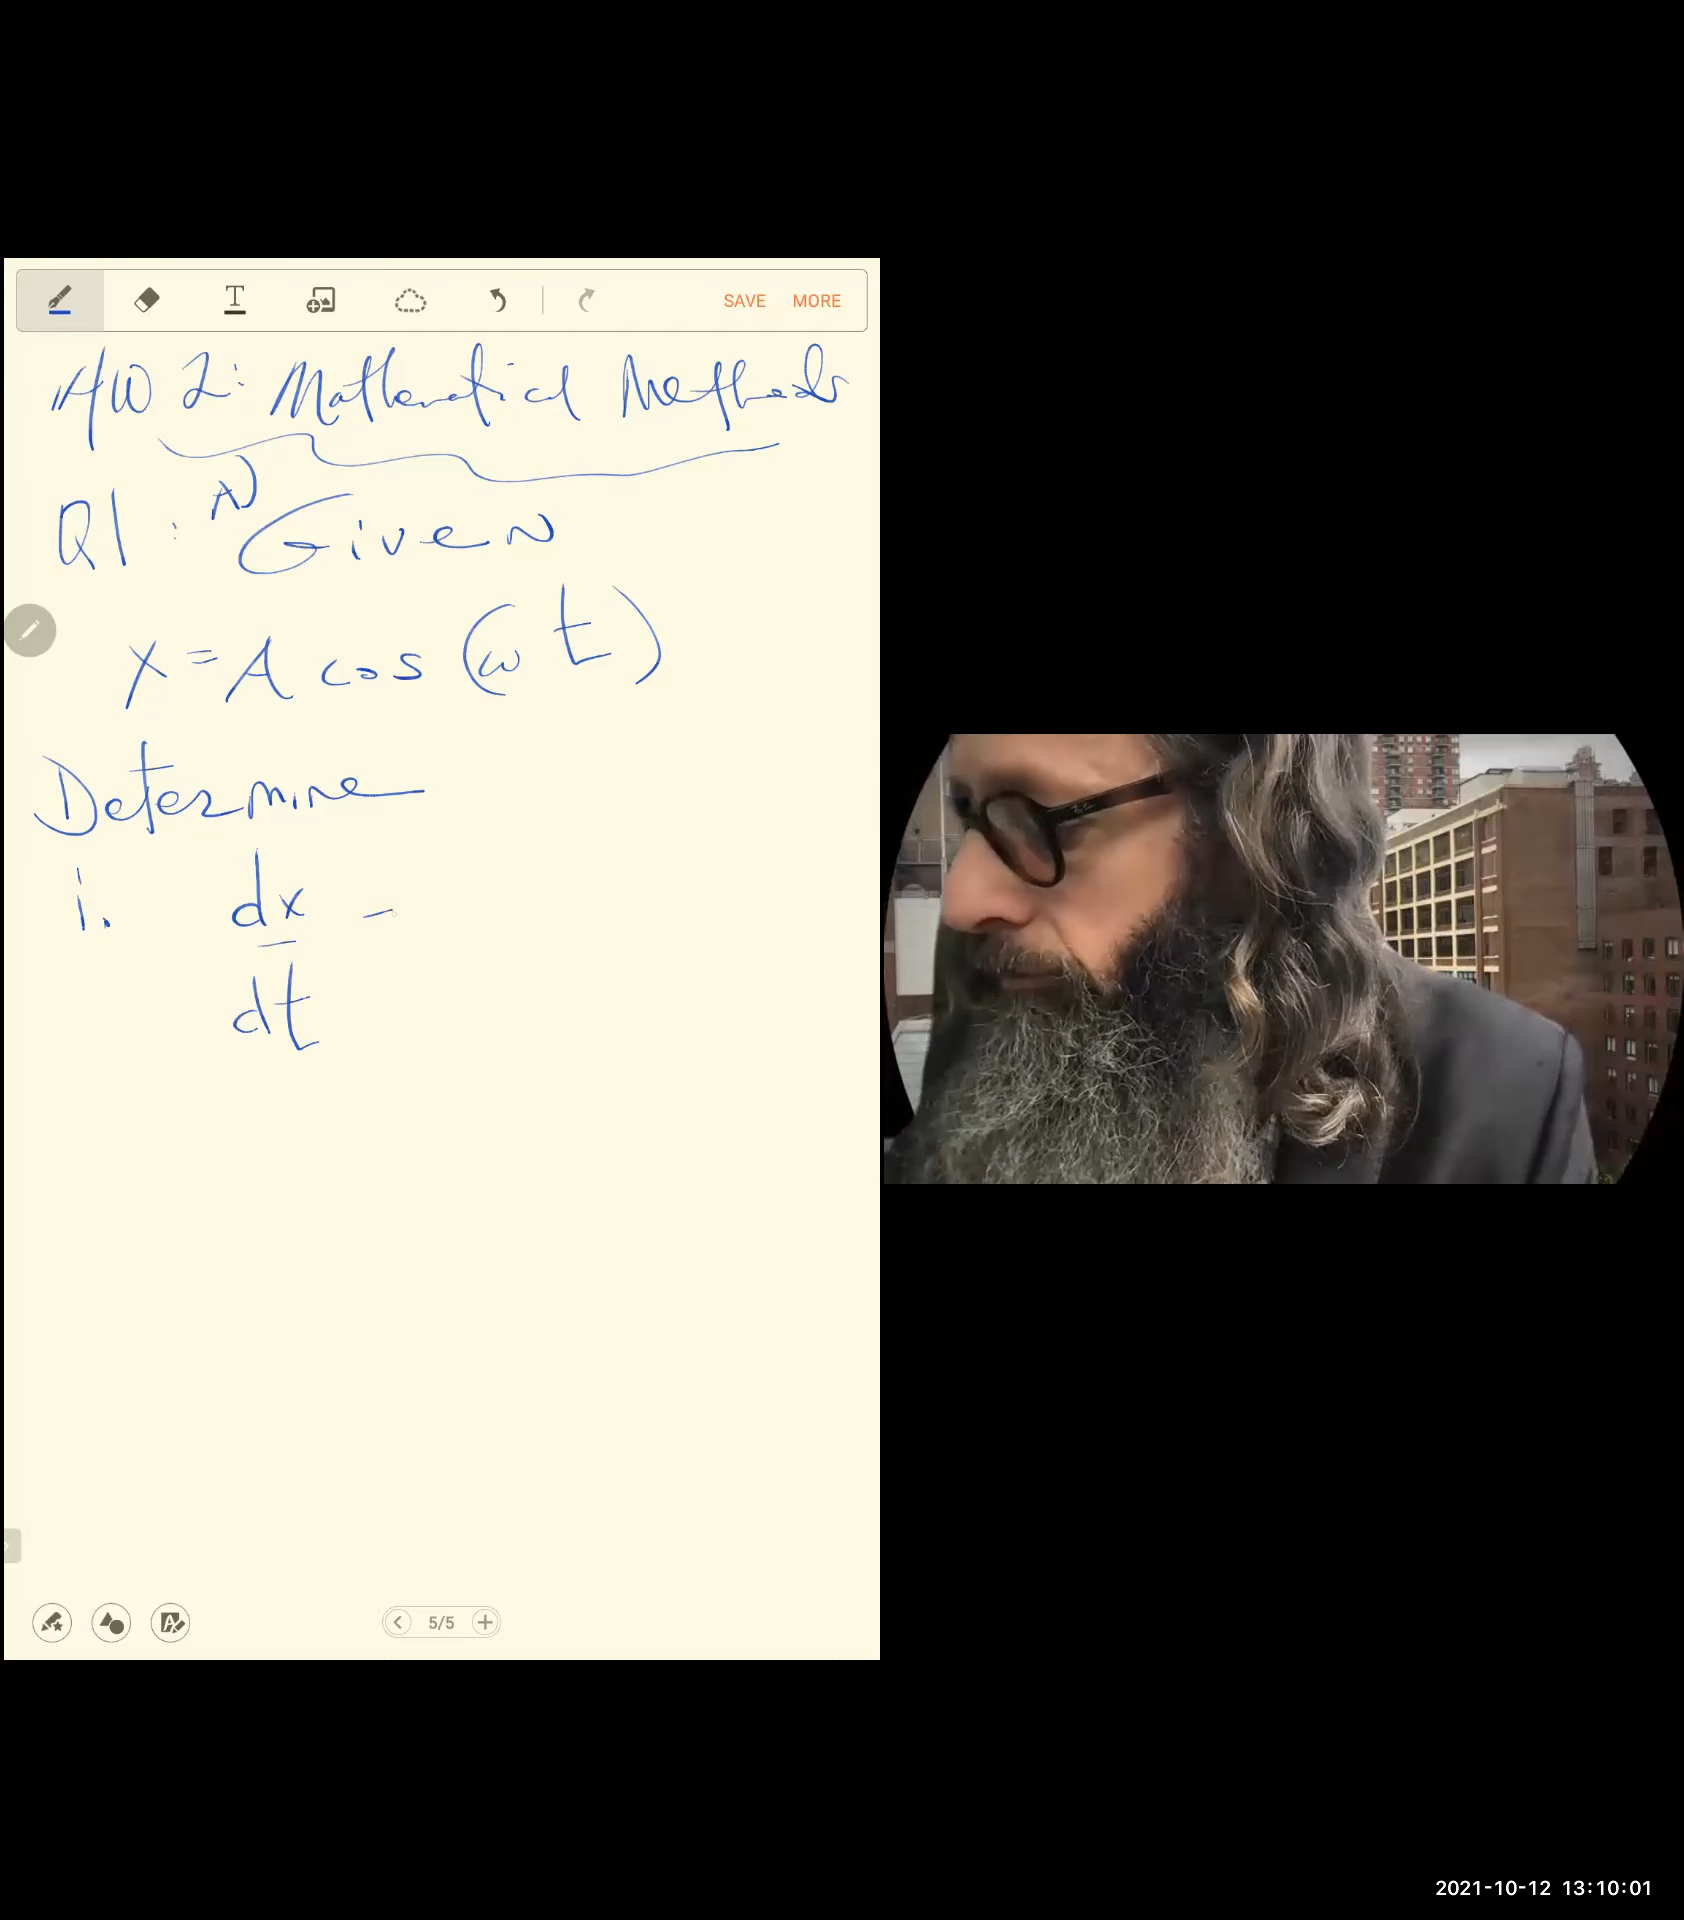 T
SAVE MORE
HW 2: Mathematical Methods
Q1 : A) Given
x = A cos (ω t)
Determine
i. dx -
dt
5/5
2021-10-12 13:10:01